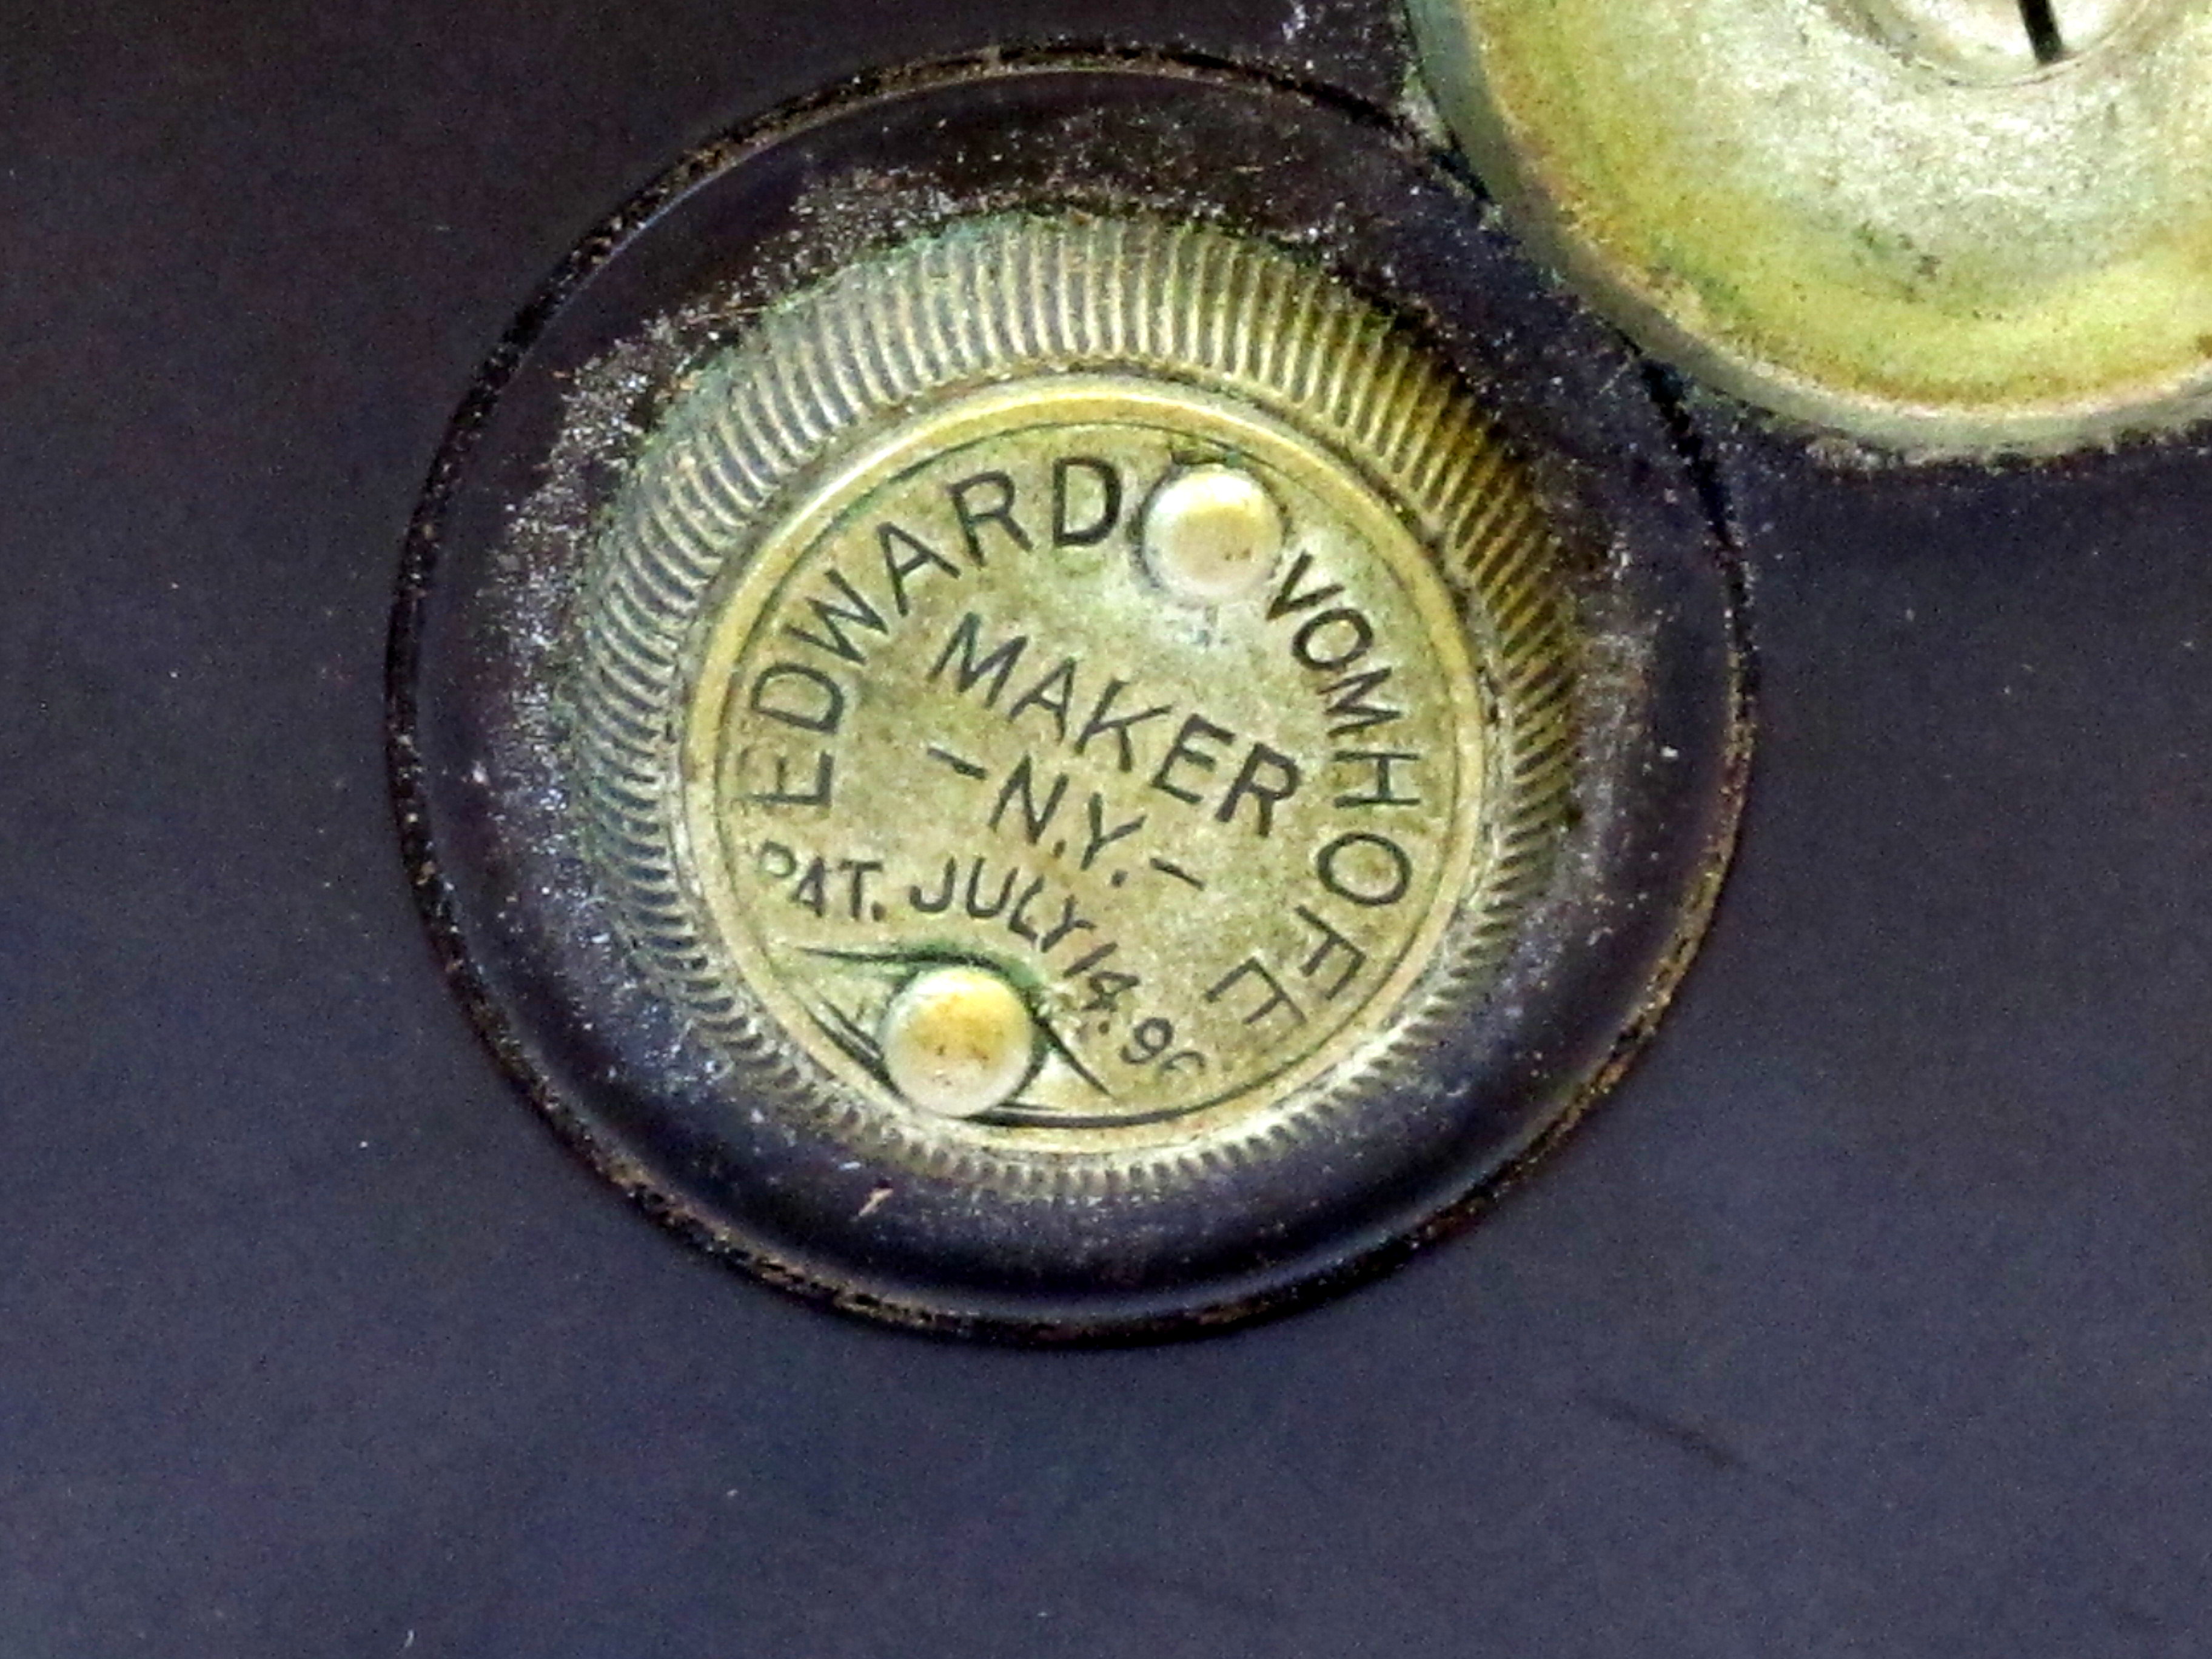 EDWARD VOMHOFE
MAKER
-N.Y.-
PAT. JULY 14. 96